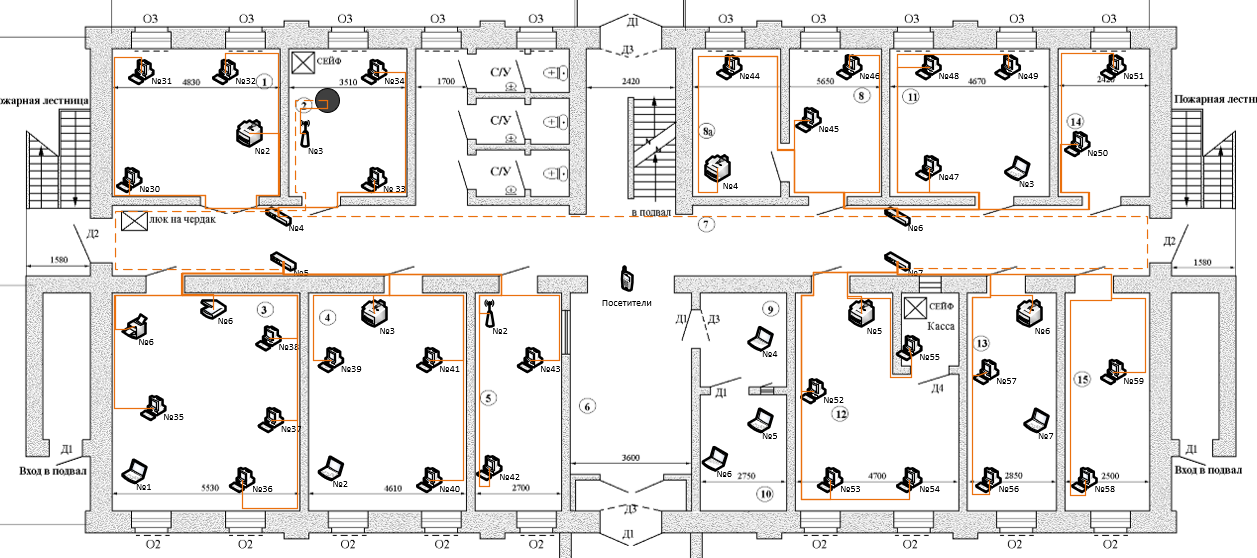 О3 О3 О3 О3 О3 Д1 О3 О3 О3 О3 О3
Д3
№31 №32 1 СЕЙФ №34 С/У №44 №46 №48 №49 №51
4830 3510 1700 2420 5650 8 4670 2420
2 11
пожарная лестница Пожарная лестн
№2 №3 С/У 8а №45 14
№50
№30 №33 С/У №4 №47 №3
люк на чердак №4 в подвал 7 №6
Д2 Д2
1580 №5 №7 1580
Посетители
№6 3 №3 №2 9 №5 СЕЙФ №6
№6 №38 4 Д1 Д3 Касса
№39 №41 №43 №4 №55 13
№57 15 №59
5 6 Д1 №52 Д4
№35 №37 №5 12 №7
Д1 Д1
Вход в подвал №1 №36 №2 №40 №42 3600 №6 №53 №54 №56 №58 Вход в подвал
5530 4610 2700 2750 10 4700 2850 2500
Д3
О2 О2 О2 О2 О2 Д1 О2 О2 О2 О2 О2